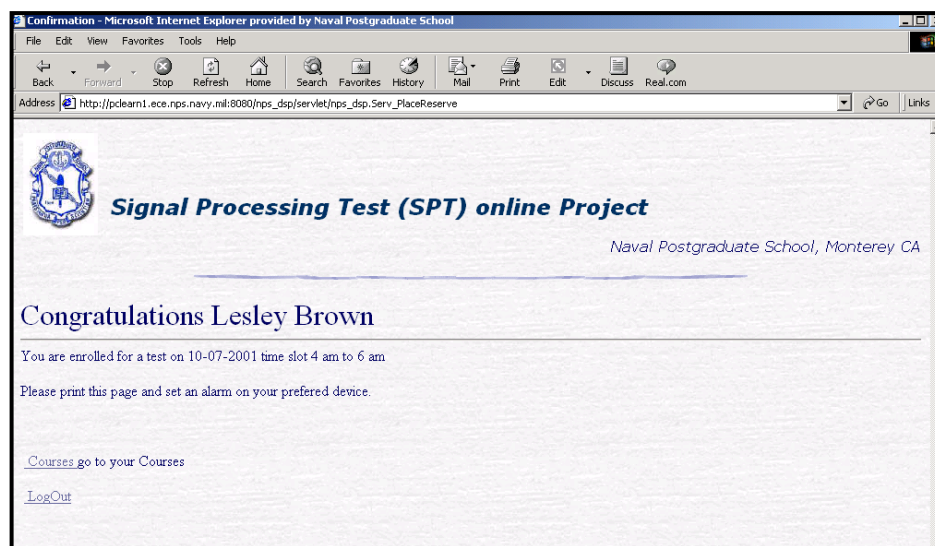 Confirmation - Microsoft Internet Explorer provided by Naval Postgraduate School
File Edit View Favorites Tools Help
Back Forward Stop Refresh Home Search Favorites History Mail Print Edit Discuss Real.com
Address http://pclearn1.ece.nps.navy.mil:8080/nps_dsp/servlet/nps_dsp.Serv_PlaceReserve Go Links
Signal Processing Test (SPT) online Project
Naval Postgraduate School, Monterey CA
Congratulations Lesley Brown
You are enrolled for a test on 10-07-2001 time slot 4 am to 6 am
Please print this page and set an alarm on your prefered device.
Courses go to your Courses
LogOut